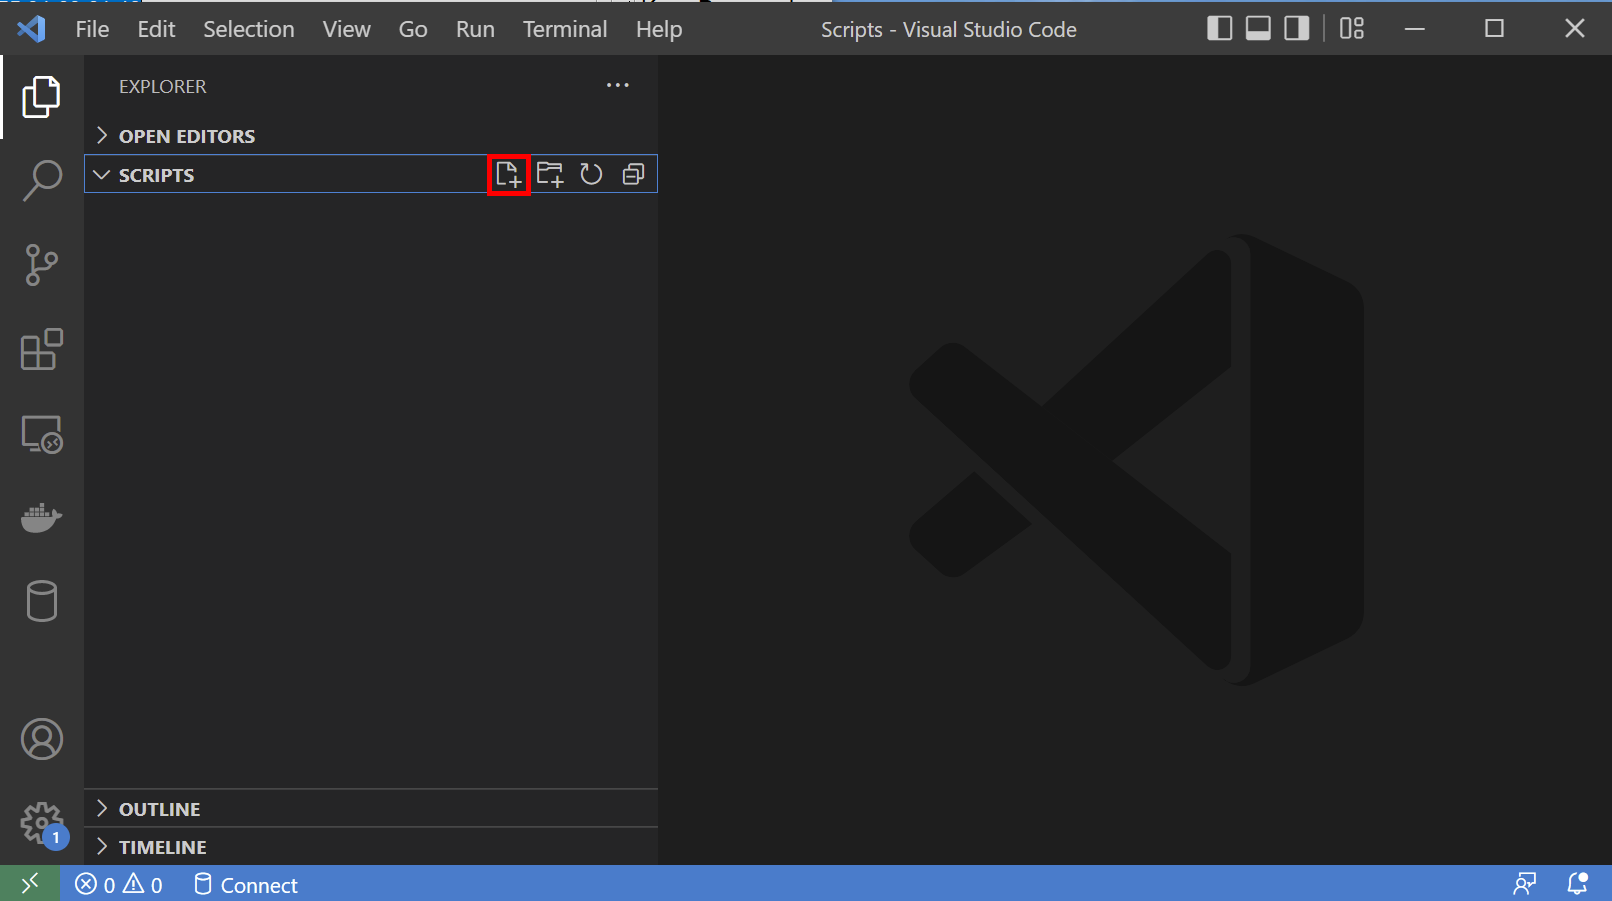 File Edit Selection View Go Run Terminal Help Scripts - Visual Studio Code
EXPLORER
OPEN EDITORS
SCRIPTS
OUTLINE
1
TIMELINE
0 0 Connect